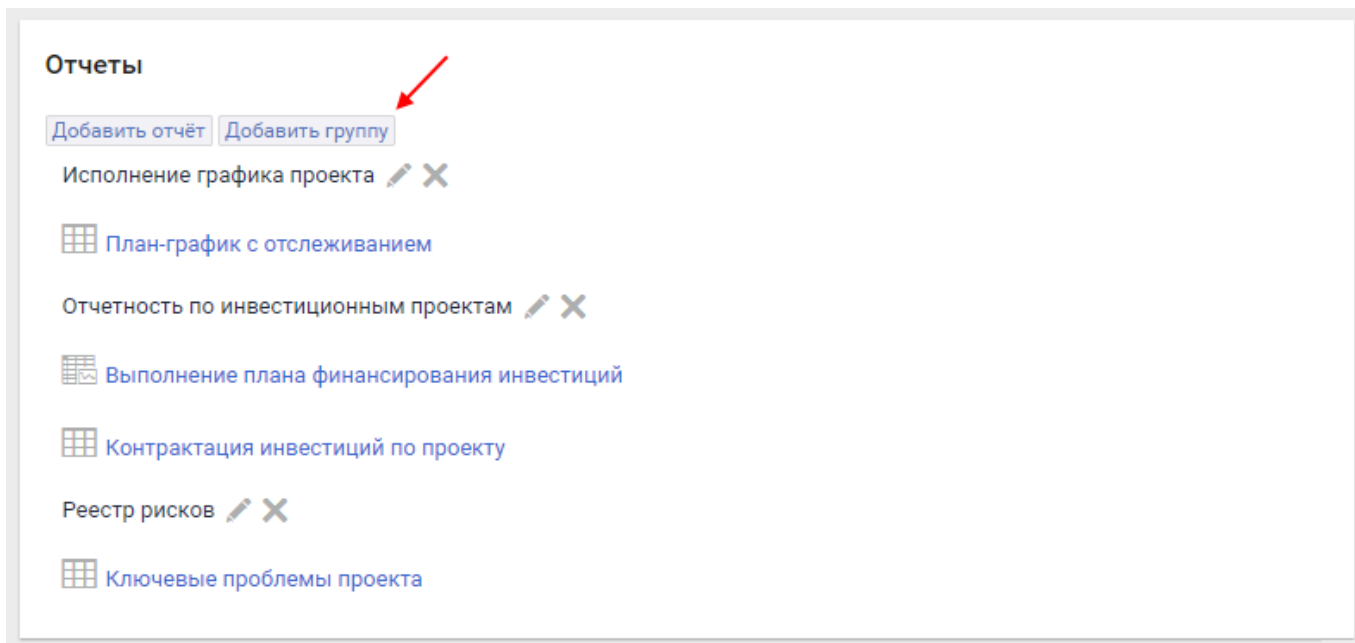 Отчеты
Добавить отчёт Добавить группу
Исполнение графика проекта
План-график с отслеживанием
Отчетность по инвестиционным проектам
Выполнение плана финансирования инвестиций
Контрактация инвестиций по проекту
Реестр рисков
Ключевые проблемы проекта